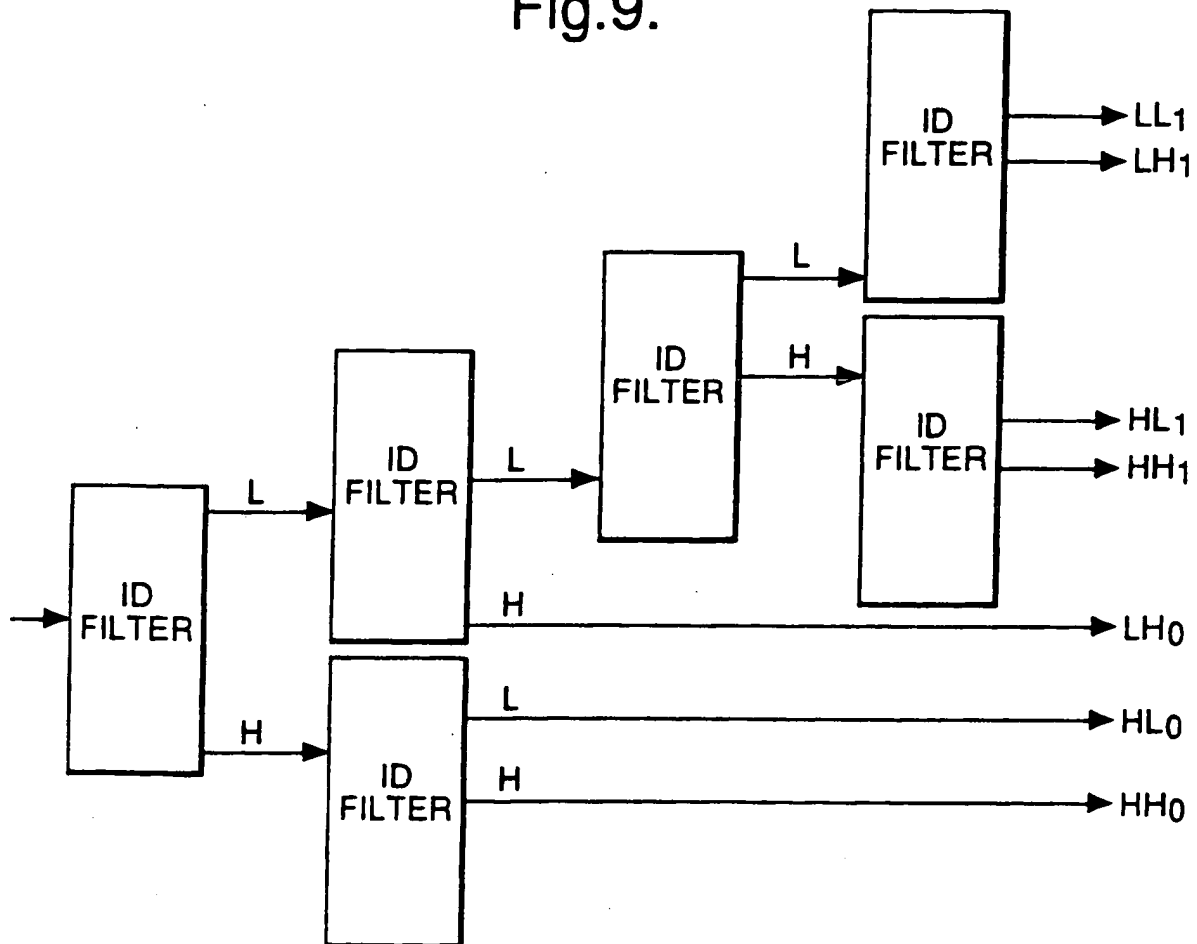 Fig.9.
ID
FILTER
LL1
LH1
L
ID
FILTER
H
ID
FILTER
HL1
HH1
ID
FILTER
L
L
ID
FILTER
H
LH0
L
HL0
H
ID
FILTER
H
HH0